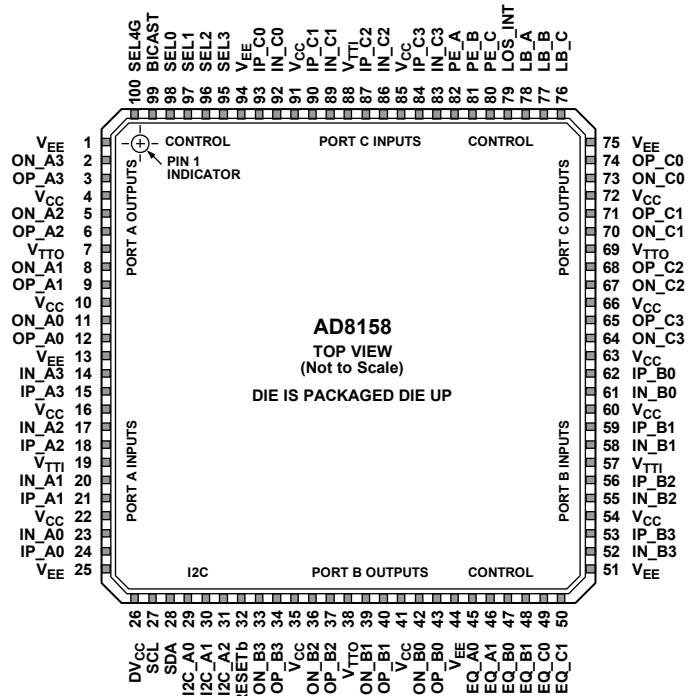 100 SEL4G
99 BICAST
98 SEL0
97 SEL1
96 SEL2
95 SEL3
94 VEE
93 IP_C0
92 IN_C0
91 VCC
90 IP_C1
89 IN_C1
88 VTTI
87 IP_C2
86 IN_C2
85 VCC
84 IP_C3
83 IN_C3
82 PE_A
81 PE_B
80 PE_C
79 LOS_INT
78 LB_A
77 LB_B
76 LB_C
VEE 1
ON_A3 2
OP_A3 3
VCC 4
ON_A2 5
OP_A2 6
VTTO 7
ON_A1 8
OP_A1 9
VCC 10
ON_A0 11
OP_A0 12
VEE 13
IN_A3 14
IP_A3 15
VCC 16
IN_A2 17
IP_A2 18
VTTI 19
IN_A1 20
IP_A1 21
VCC 22
IN_A0 23
IP_A0 24
VEE 25
CONTROL
PORT C INPUTS
CONTROL
PIN 1
INDICATOR
PORT A OUTPUTS
PORT C OUTPUTS
AD8158
TOP VIEW
(Not to Scale)
DIE IS PACKAGED DIE UP
PORT A INPUTS
PORT B INPUTS
I2C
PORT B OUTPUTS
CONTROL
75 VEE
74 OP_C0
73 ON_C0
72 VCC
71 OP_C1
70 ON_C1
69 VTTO
68 OP_C2
67 ON_C2
66 VCC
65 OP_C3
64 ON_C3
63 VCC
62 IP_B0
61 IN_B0
60 VCC
59 IP_B1
58 IN_B1
57 VTTI
56 IP_B2
55 IN_B2
54 VCC
53 IP_B3
52 IN_B3
51 VEE
DVCC 26
SCL 27
SDA 28
I2C_A0 29
I2C_A1 30
I2C_A2 31
RESETb 32
ON_B3 33
OP_B3 34
VCC 35
ON_B2 36
OP_B2 37
VTTO 38
ON_B1 39
OP_B1 40
VCC 41
ON_B0 42
OP_B0 43
VEE 44
EQ_A0 45
EQ_A1 46
EQ_B0 47
EQ_B1 48
EQ_C0 49
EQ_C1 50